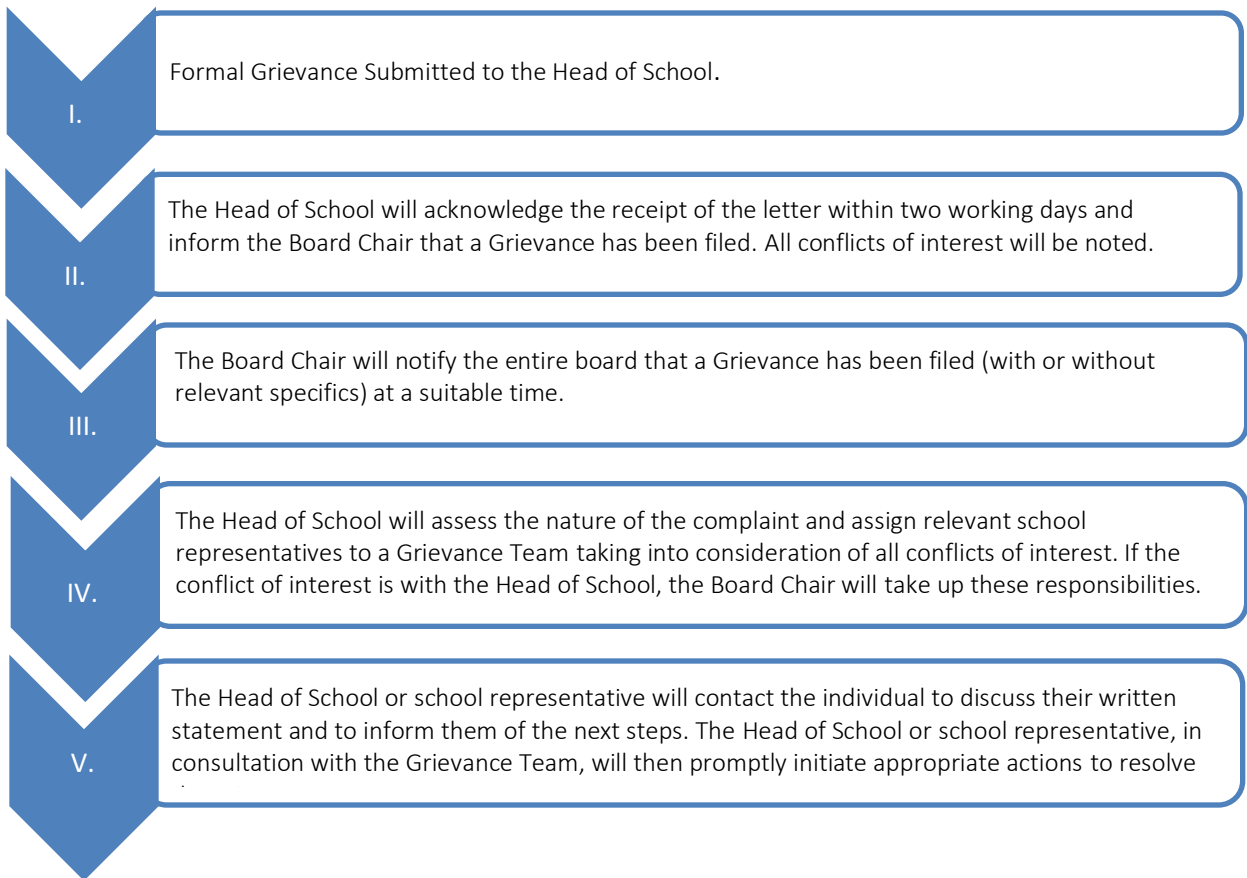 I.
Formal Grievance Submitted to the Head of School.
II.
The Head of School will acknowledge the receipt of the letter within two working days and
inform the Board Chair that a Grievance has been filed. All conflicts of interest will be noted.
III.
The Board Chair will notify the entire board that a Grievance has been filed (with or without
relevant specifics) at a suitable time.
IV.
The Head of School will assess the nature of the complaint and assign relevant school
representatives to a Grievance Team taking into consideration of all conflicts of interest. If the
conflict of interest is with the Head of School, the Board Chair will take up these responsibilities.
V.
The Head of School or school representative will contact the individual to discuss their written
statement and to inform them of the next steps. The Head of School or school representative, in
consultation with the Grievance Team, will then promptly initiate appropriate actions to resolve